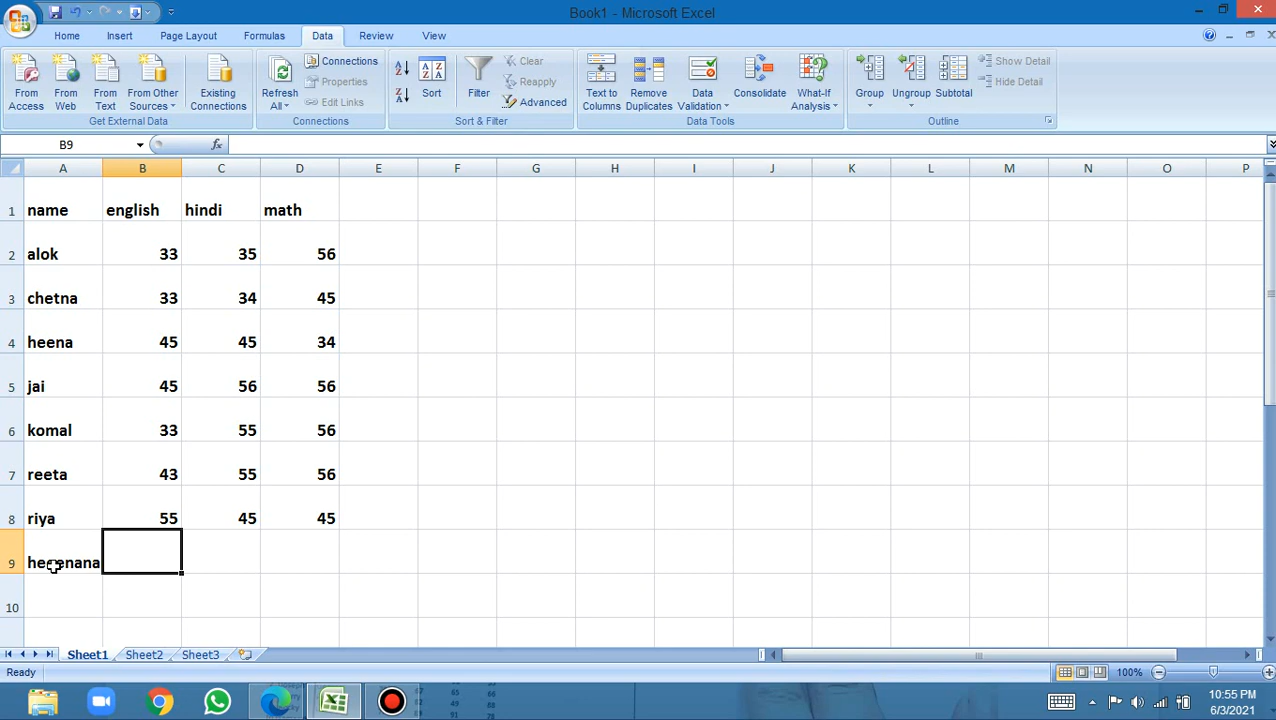 Book1 - Microsoft Excel
Home Insert Page Layout Formulas Data Review View
From Access
From Web
From Text
From Other Sources
Existing Connections
Get External Data
Refresh All
Connections
Properties
Edit Links
Connections
Sort
Filter
Clear
Reapply
Advanced
Sort & Filter
Text to Columns
Remove Duplicates
Data Validation
Consolidate
What-If Analysis
Data Tools
Group
Ungroup
Subtotal
Show Detail
Hide Detail
Outline
B9 fx
A B C D E F G H I J K L M N O P
1 name english hindi math
2 alok 33 35 56
3 chetna 33 34 45
4 heena 45 45 34
5 jai 45 56 56
6 komal 33 55 56
7 reeta 43 55 56
8 riya 55 45 45
9
10
Sheet1 Sheet2 Sheet3
Ready 100%
10:55 PM
6/3/2021